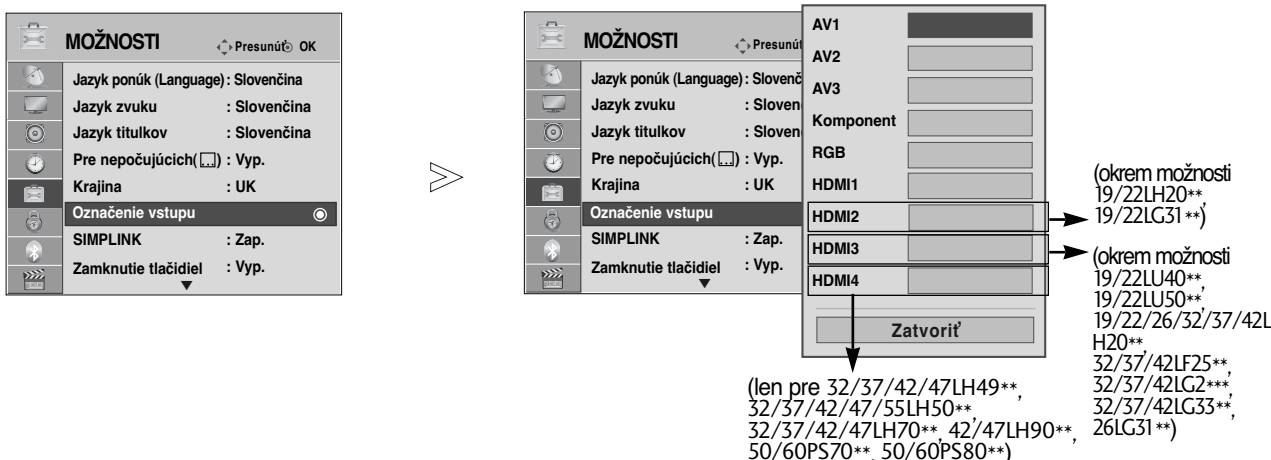 MOŽNOSTI
Presunúť OK
Jazyk ponúk (Language) : Slovenčina
Jazyk zvuku : Slovenčina
Jazyk titulkov : Slovenčina
Pre nepočujúcich( ) : Vyp.
Krajina : UK
Označenie vstupu
SIMPLINK : Zap.
Zamknutie tlačidiel : Vyp.
▼
MOŽNOSTI
Presunúť
Jazyk ponúk (Language) : Slovenč
Jazyk zvuku : Sloven
Jazyk titulkov : Sloven
Pre nepočujúcich( ) : Vyp.
Krajina : UK
Označenie vstupu
SIMPLINK : Zap.
Zamknutie tlačidiel : Vyp.
▼
AV1
AV2
AV3
Komponent
RGB
HDMI1
HDMI2
HDMI3
HDMI4
Zatvoriť
(okrem možnosti
19/22LH20**,
19/22LG31**)
(okrem možnosti
19/22LU40**,
19/22LU50**,
19/22/26/32/37/42L
H20**,
32/37/42LF25**,
32/37/42LG2***,
32/37/42LG33**,
26LG31**)
(len pre 32/37/42/47LH49**,
32/37/42/47/55LH50**,
32/37/42/47LH70**, 42/47LH90**,
50/60PS70**, 50/60PS80**)